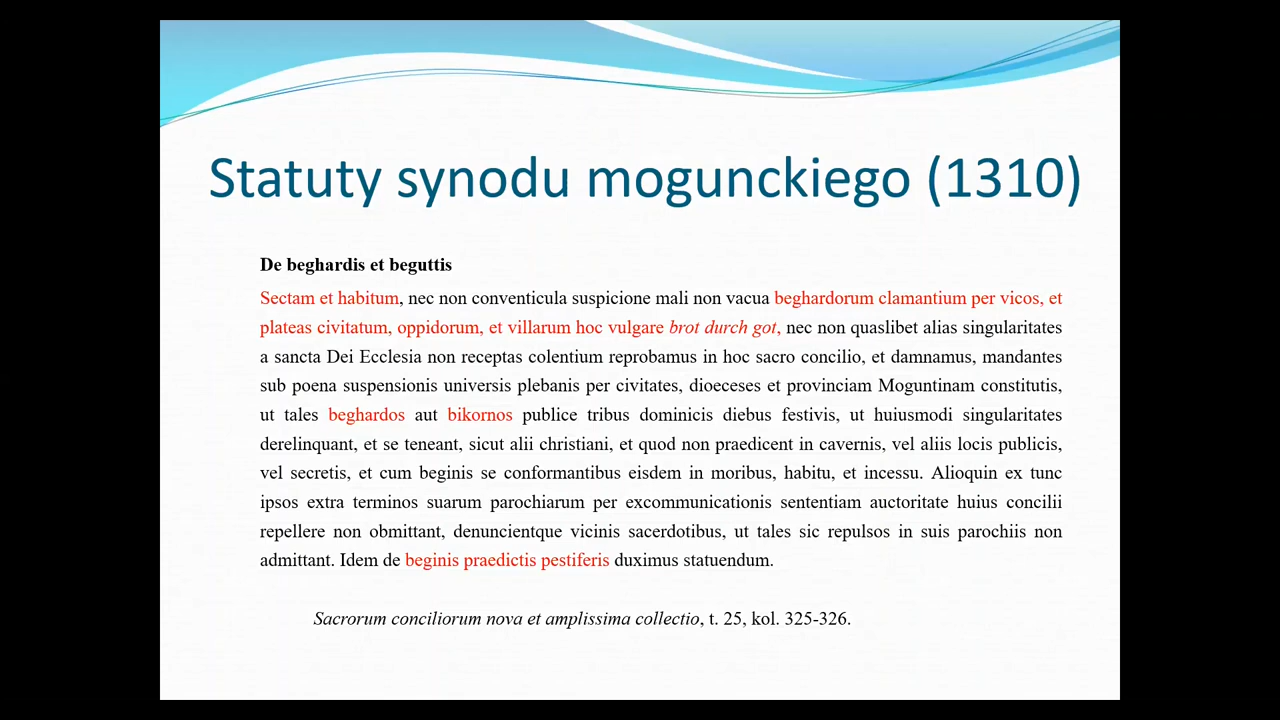 Statuty synodu mogunckiego (1310)
De beghardis et beguttis
Sectam et habitum, nec non conventicula suspicione mali non vacua beghardorum clamantium per vicos, et
plateas civitatum, oppidorum, et villarum hoc vulgare brot durch got, nec non quaslibet alias singularitates
a sancta Dei Ecclesia non receptas colentium reprobamus in hoc sacro concilio, et damnamus, mandantes
sub poena suspensionis universis plebanis per civitates, dioeceses et provinciam Moguntinam constitutis,
ut tales beghardos aut bikornos publice tribus dominicis diebus festivis, ut huiusmodi singularitates
derelinquant, et se teneant, sicut alii christiani, et quod non praedicent in cavernis, vel aliis locis publicis,
vel secretis, et cum beginis se conformantibus eisdem in moribus, habitu, et incessu. Alioquin ex tunc
ipsos extra terminos suarum parochiarum per excommunicationis sententiam auctoritate huius concilii
repellere non obmittant, denuncientque vicinis sacerdotibus, ut tales sic repulsos in suis parochiis non
admittant. Idem de beginis praedictis pestiferis duximus statuendum.
Sacrorum conciliorum nova et amplissima collectio, t. 25, kol. 325-326.